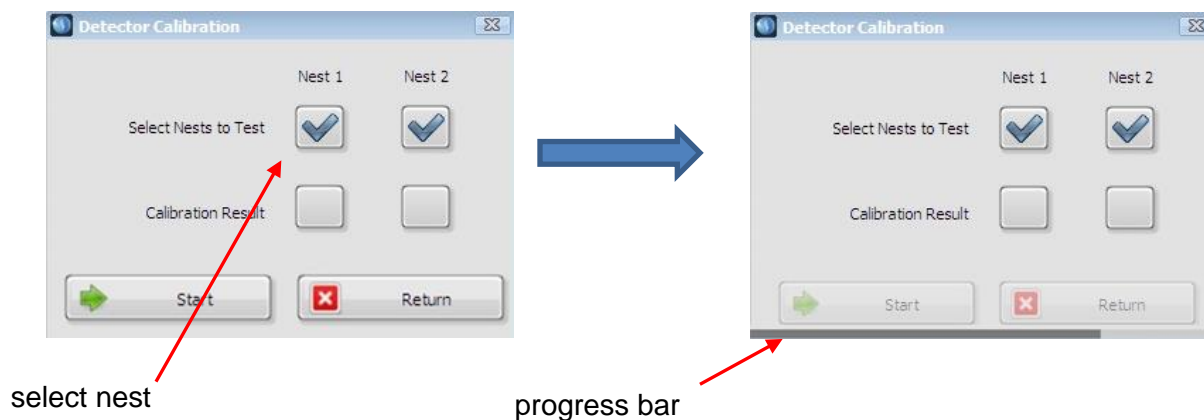 Detector Calibration
Nest 1 Nest 2
Select Nests to Test
Calibration Result
Start Return
select nest
Detector Calibration
Nest 1 Nest 2
Select Nests to Test
Calibration Result
Start Return
progress bar